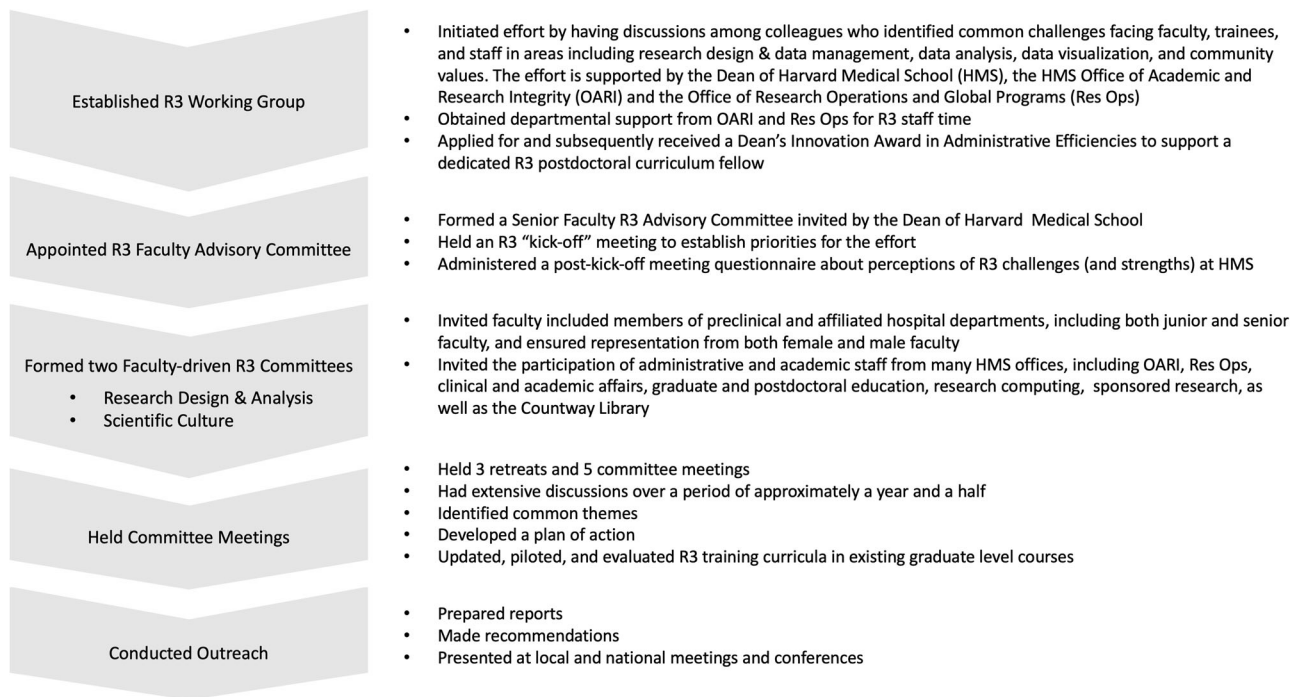 Established R3 Working Group
• Initiated effort by having discussions among colleagues who identified common challenges facing faculty, trainees,
and staff in areas including research design & data management, data analysis, data visualization, and community
values. The effort is supported by the Dean of Harvard Medical School (HMS), the HMS Office of Academic and
Research Integrity (OARI) and the Office of Research Operations and Global Programs (Res Ops)
• Obtained departmental support from OARI and Res Ops for R3 staff time
• Applied for and subsequently received a Dean’s Innovation Award in Administrative Efficiencies to support a
dedicated R3 postdoctoral curriculum fellow
Appointed R3 Faculty Advisory Committee
• Formed a Senior Faculty R3 Advisory Committee invited by the Dean of Harvard Medical School
• Held an R3 “kick-off” meeting to establish priorities for the effort
• Administered a post-kick-off meeting questionnaire about perceptions of R3 challenges (and strengths) at HMS
Formed two Faculty-driven R3 Committees
• Research Design & Analysis
• Scientific Culture
• Invited faculty included members of preclinical and affiliated hospital departments, including both junior and senior
faculty, and ensured representation from both female and male faculty
• Invited the participation of administrative and academic staff from many HMS offices, including OARI, Res Ops,
clinical and academic affairs, graduate and postdoctoral education, research computing, sponsored research, as
well as the Countway Library
Held Committee Meetings
• Held 3 retreats and 5 committee meetings
• Had extensive discussions over a period of approximately a year and a half
• Identified common themes
• Developed a plan of action
• Updated, piloted, and evaluated R3 training curricula in existing graduate level courses
Conducted Outreach
• Prepared reports
• Made recommendations
• Presented at local and national meetings and conferences